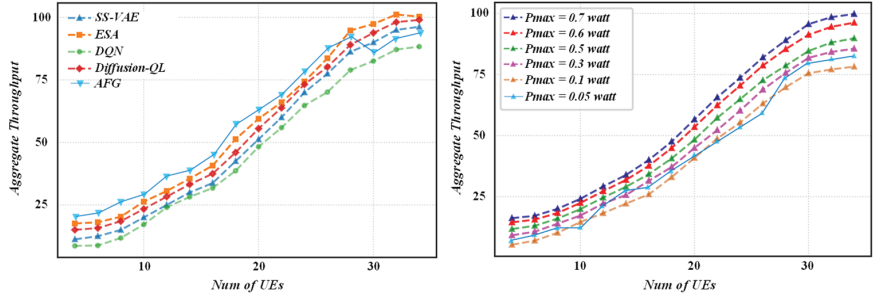 SS-VAE
ESA
DQN
Diffusion-QL
AFG
100
75
50
25
10
20
30
Aggregate Throughput
Num of UEs
Pmax = 0.7 watt
Pmax = 0.6 watt
Pmax = 0.5 watt
Pmax = 0.3 watt
Pmax = 0.1 watt
Pmax = 0.05 watt
100
75
50
25
10
20
30
Aggregate Throughput
Num of UEs